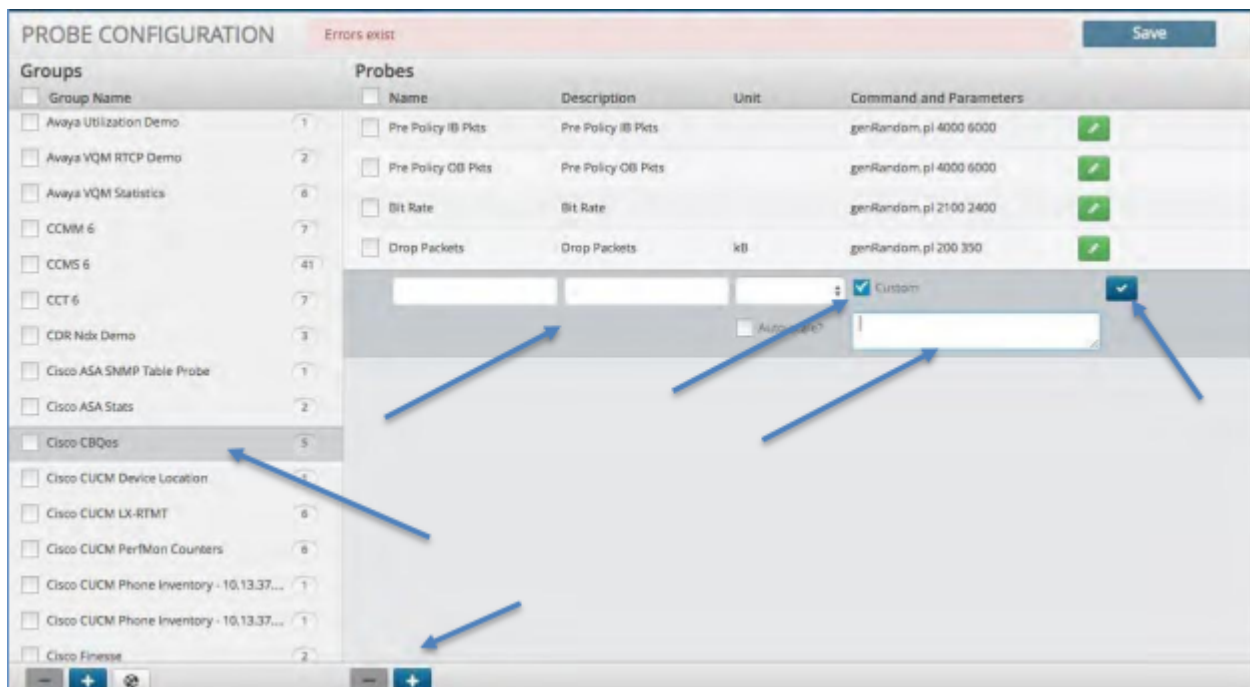 PROBE CONFIGURATION
Errors exist
Save
Groups
Probes
Group Name
Name Description Unit Command and Parameters
Avaya Utilization Demo 1
Avaya VQM RTCP Demo 2
Avaya VQM Statistics 6
CCMM 6 7
CCMS 6 41
CCT 6 7
CDR Ndx Demo 3
Cisco ASA SNMP Table Probe 1
Cisco ASA Stats 2
Cisco CBQos 5
Cisco CUCM Device Location
Cisco CUCM LX-RTMT 6
Cisco CUCM PerfMon Counters 6
Cisco CUCM Phone Inventory - 10.13.37.... 1
Cisco CUCM Phone Inventory - 10.13.37.... 1
Cisco Finesse 2
Pre Policy IB Pkts Pre Policy IB Pkts genRandom.pl 4000 6000
Pre Policy OB Pkts Pre Policy OB Pkts genRandom.pl 4000 6000
Bit Rate Bit Rate genRandom.pl 2100 2400
Drop Packets Drop Packets kB genRandom.pl 200 350
Custom